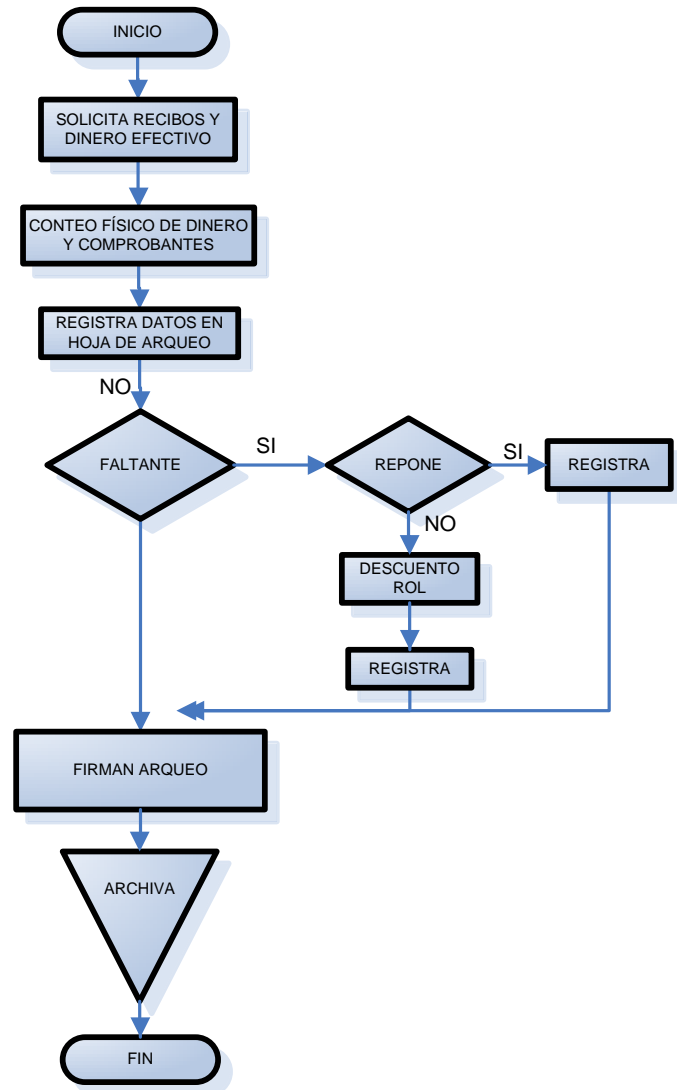 INICIO
SOLICITA RECIBOS Y
DINERO EFECTIVO
CONTEO FÍSICO DE DINERO
Y COMPROBANTES
REGISTRA DATOS EN
HOJA DE ARQUEO
NO
FALTANTE
SI
REPONE
SI
REGISTRA
NO
DESCUENTO
ROL
REGISTRA
FIRMAN ARQUEO
ARCHIVA
FIN